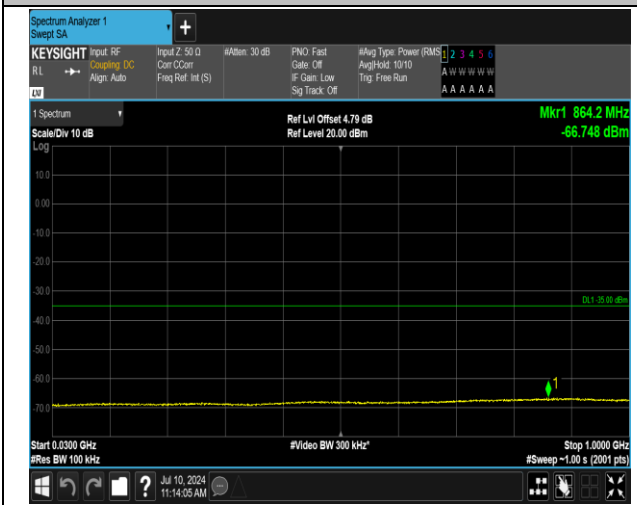 Spectrum Analyzer 1
Swept SA
+
KEYSIGHT
RL
LXI
Input: RF
Coupling: DC
Align: Auto
Input Z: 50 Ω
Corr CCorr
Freq Ref: Int (S)
#Atten: 30 dB
PNO: Fast
Gate: Off
IF Gain: Low
Sig Track: Off
#Avg Type: Power (RMS
Avg|Hold: 10/10
Trig: Free Run
1 2 3 4 5 6
A W W W W W
A A A A A A
1 Spectrum
Scale/Div 10 dB
Log
Ref Lvl Offset 4.79 dB
Ref Level 20.00 dBm
Mkr1 864.2 MHz
-66.748 dBm
10.0
0.00
-10.0
-20.0
-30.0
DL1 -35.00 dBm
-40.0
-50.0
-60.0
1
-70.0
Start 0.0300 GHz
#Res BW 100 kHz
#Video BW 300 kHz*
Stop 1.0000 GHz
#Sweep ~1.00 s (2001 pts)
?
Jul 10, 2024
11:14:05 AM